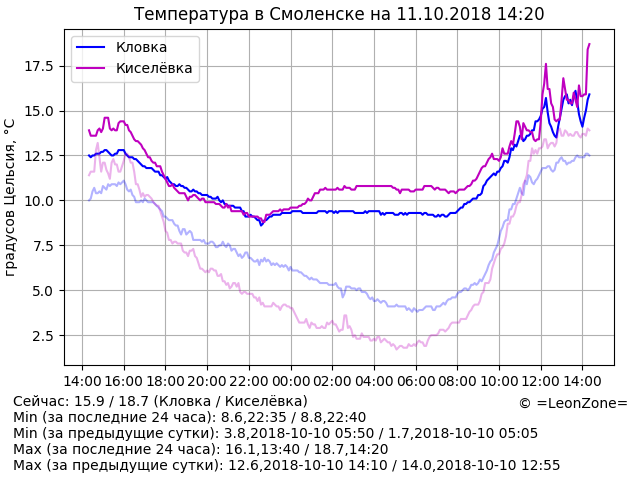 Температура в Смоленске на 11.10.2018 14:20
Кловка
Киселёвка
градусов Цельсия, °C
17.5
15.0
12.5
10.0
7.5
5.0
2.5
14:00 16:00 18:00 20:00 22:00 00:00 02:00 04:00 06:00 08:00 10:00 12:00 14:00
Сейчас: 15.9 / 18.7 (Кловка / Киселёвка)
© =LeonZone=
Min (за последние 24 часа): 8.6,22:35 / 8.8,22:40
Min (за предыдущие сутки): 3.8,2018-10-10 05:50 / 1.7,2018-10-10 05:05
Max (за последние 24 часа): 16.1,13:40 / 18.7,14:20
Max (за предыдущие сутки): 12.6,2018-10-10 14:10 / 14.0,2018-10-10 12:55